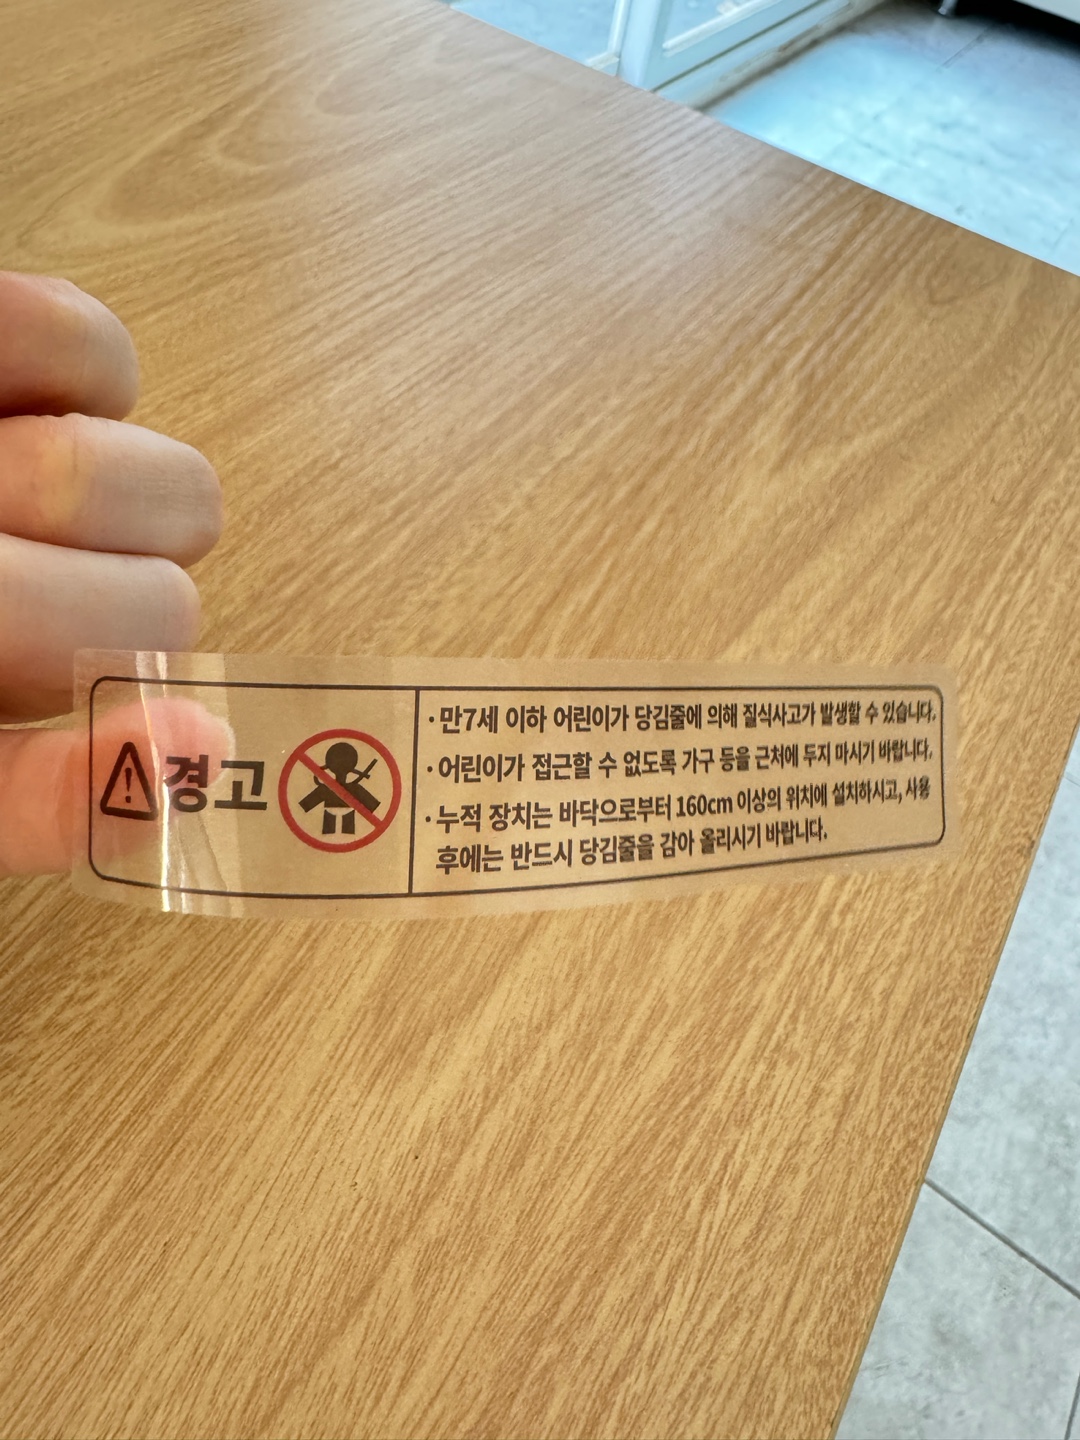 경고
· 만7세 이하 어린이가 당김줄에 의해 질식사고가 발생할 수 있습니다.
· 어린이가 접근할 수 없도록 가구 등을 근처에 두지 마시기 바랍니다.
· 누적 장치는 바닥으로부터 160cm 이상의 위치에 설치하시고, 사용
후에는 반드시 당김줄을 감아 올리시기 바랍니다.